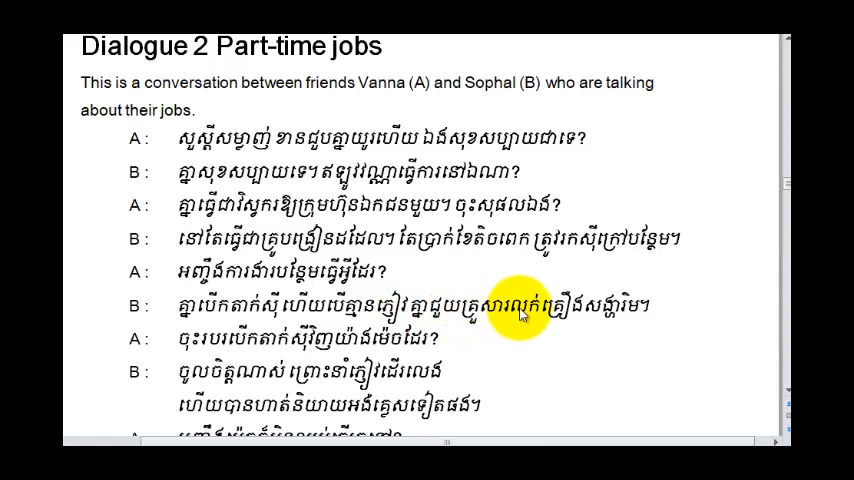 Dialogue 2 Part-time jobs
This is a conversation between friends Vanna (A) and Sophal (B) who are talking
about their jobs.
A : សួស្តីសម្លាញ់ ខានជួបគ្នាយូរហើយ ឯងសុខសប្បាយជាទេ?
B : គ្នាសុខសប្បាយទេ។ ឥឡូវវណ្ណាធ្វើការនៅឯណា?
A : គ្នាធ្វើជាវិស្វករឱ្យក្រុមហ៊ុនឯកជនមួយ។ ចុះសុផលឯង?
B : នៅតែធ្វើជាគ្រូបង្រៀនដដែល។ តែប្រាក់ខែតិចពេក ត្រូវរកស៊ីក្រៅបន្ថែម។
A : អញ្ចឹងការងារបន្ថែមធ្វើអ្វីដែរ?
B : គ្នាបើកតាក់ស៊ី ហើយបើគ្មានភ្ញៀវ គ្នាជួយគ្រួសារលក់គ្រឿងសង្ហារិម។
A : ចុះរបរបើកតាក់ស៊ីវិញយ៉ាងម៉េចដែរ?
B : ចូលចិត្តណាស់ ព្រោះនាំភ្ញៀវដើរលេង
ហើយបានហាត់និយាយអង់គ្លេសទៀតផង។